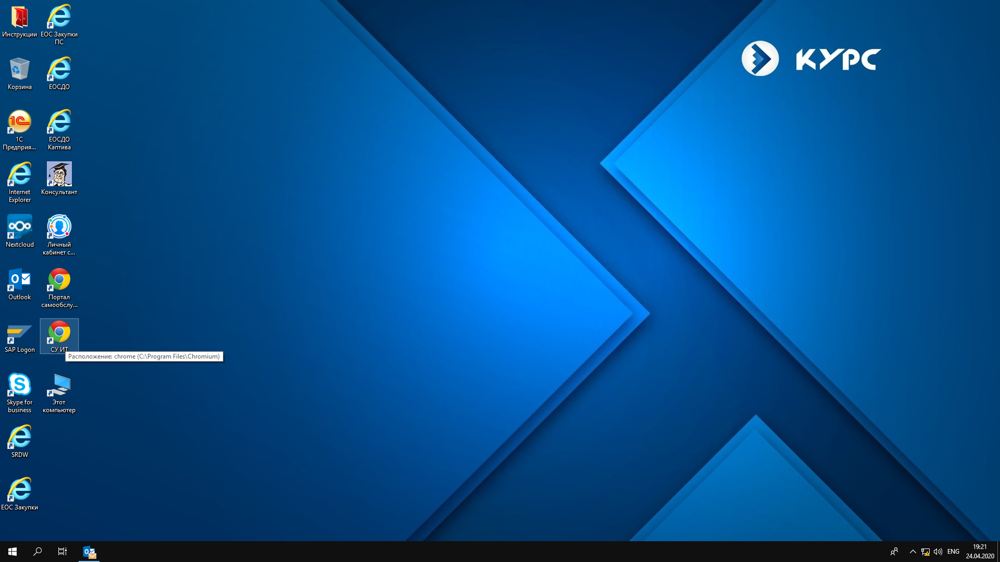 Инструкции
ЕОС Закупки
ПС
Корзина
ЕОСДО
1С
Предприя...
ЕОСДО
Каптива
Internet
Explorer
Консультант
Nextcloud
Личный
кабинет с...
Outlook
Портал
самообслу...
SAP Logon
СУ ИТ
Расположение: chrome (C:\Program Files\Chromium)
Skype for
business
Этот
компьютер
SRDW
ЕОС Закупки
КУРС
ENG
19:21
24.04.2020